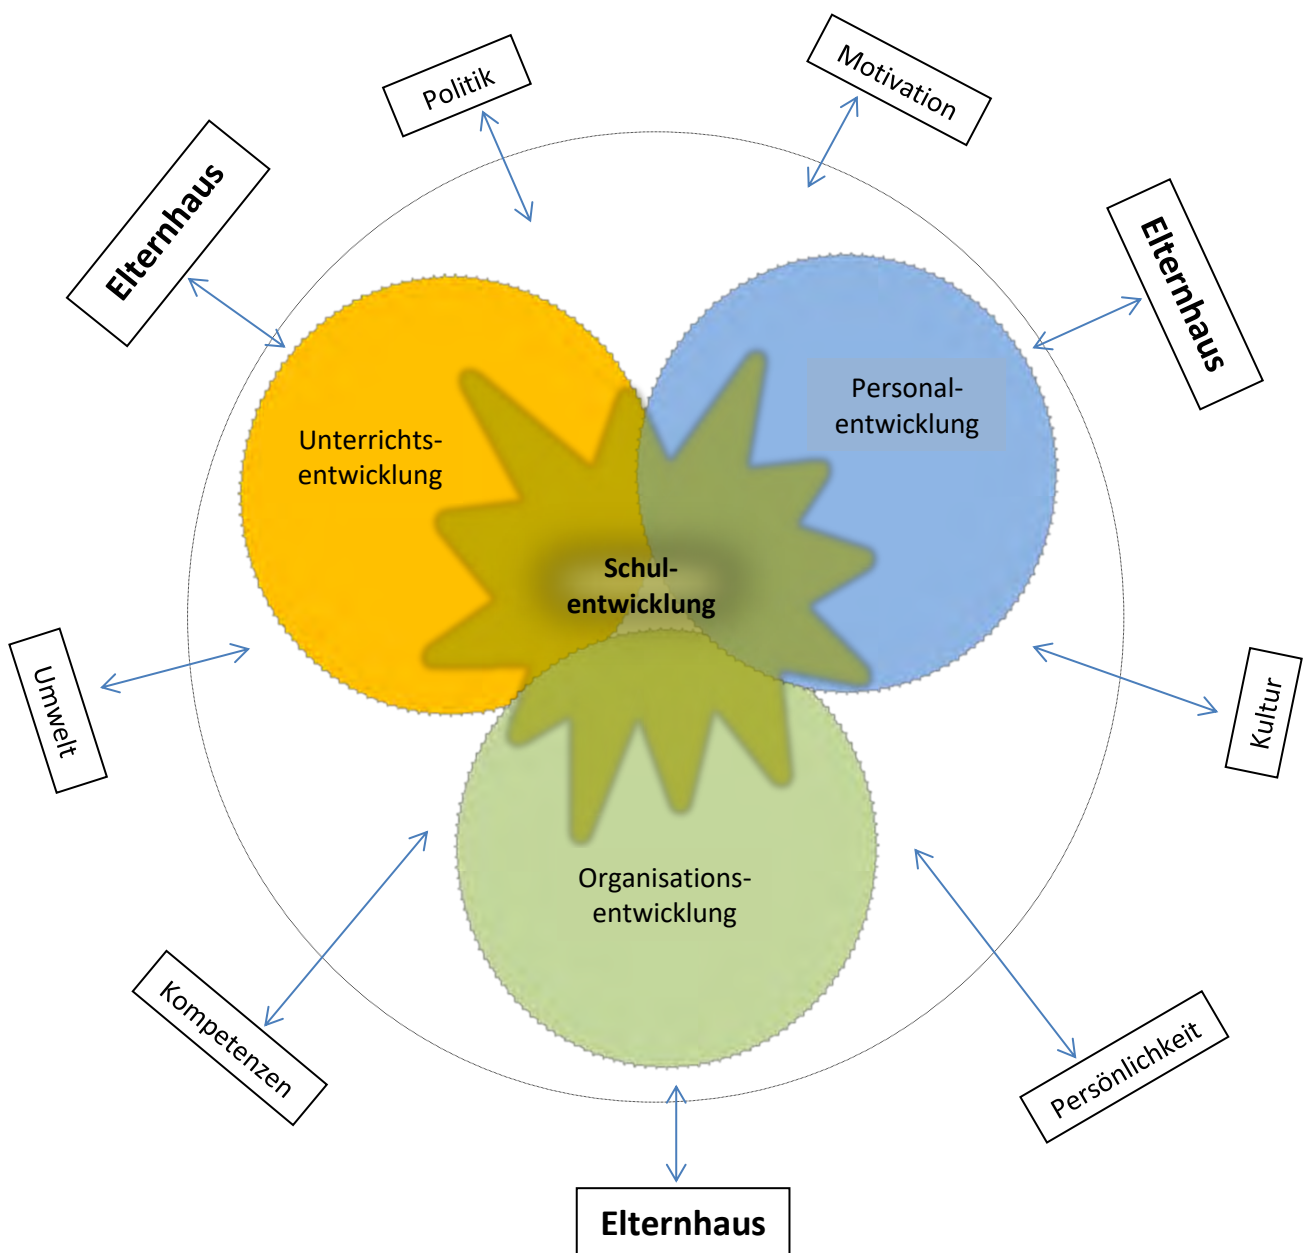 Politik
Motivation
Elternhaus
Elternhaus
Personal-
entwicklung
Unterrichts-
entwicklung
Schul-
entwicklung
Umwelt
Kultur
Organisations-
entwicklung
Kompetenzen
Persönlichkeit
Elternhaus